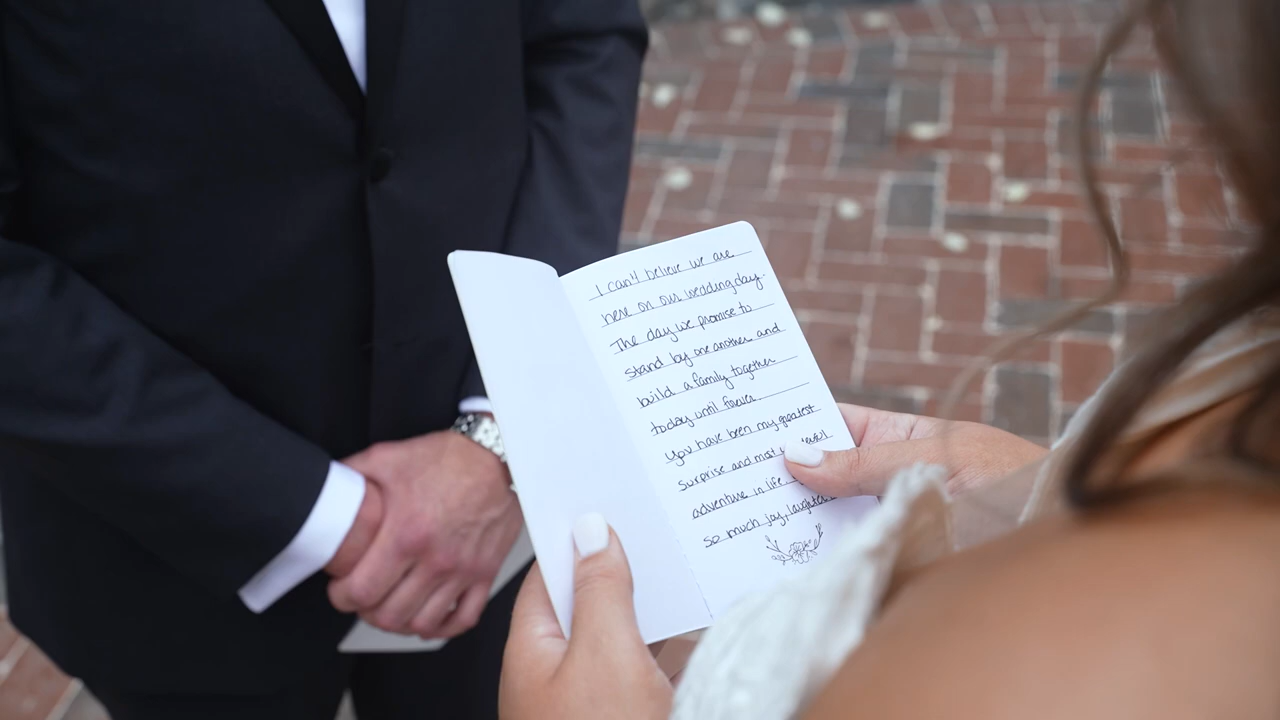 I can't believe we are
here on our wedding day.
The day we promise to
stand by one another and
build a family together
today until forever.
You have been my greatest
surprise and most
adventure in life.
so much joy, laughter